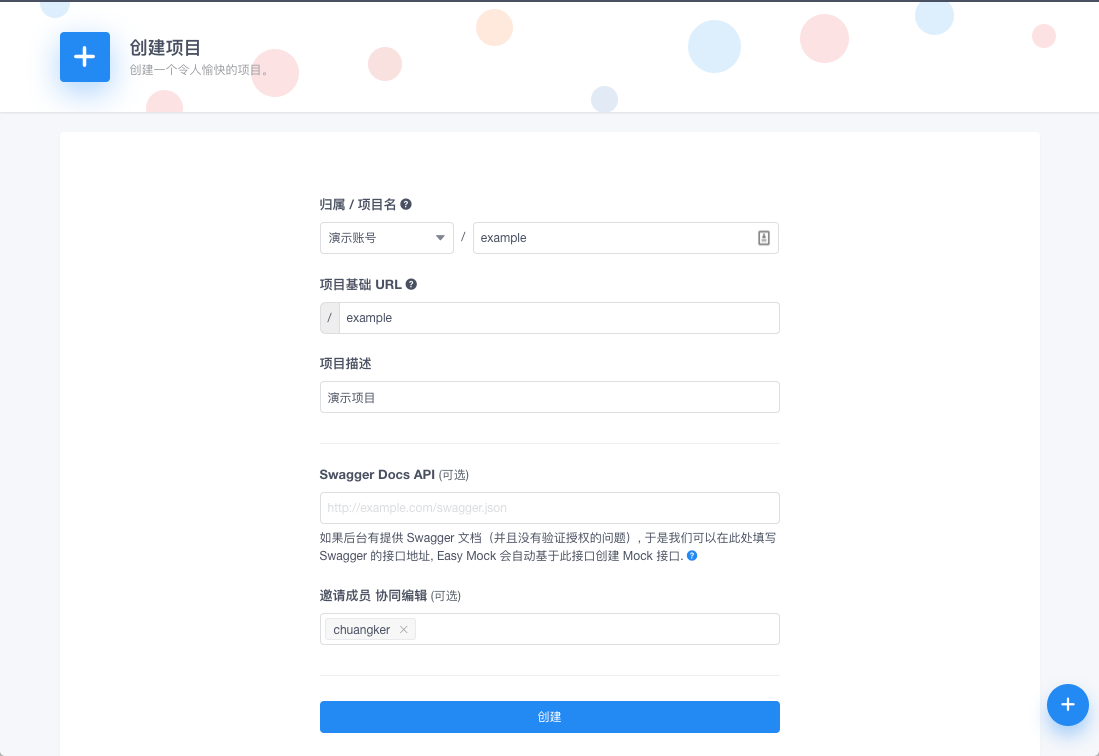 创建项目
创建一个令人愉快的项目。
归属 / 项目名
演示账号 / example
项目基础 URL
/ example
项目描述
演示项目
Swagger Docs API (可选)
http://example.com/swagger.json
如果后台有提供 Swagger 文档（并且没有验证授权的问题）, 于是我们可以在此处填写
Swagger 的接口地址, Easy Mock 会自动基于此接口创建 Mock 接口.
邀请成员 协同编辑 (可选)
chuangker
创建